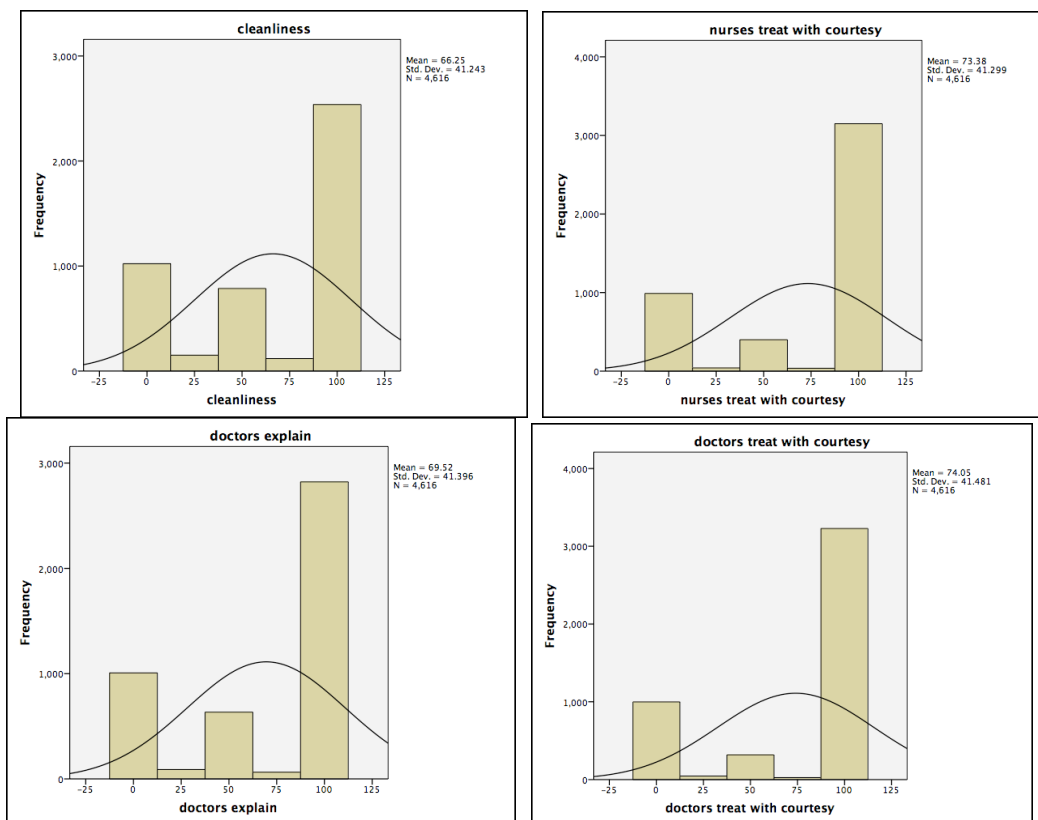 cleanliness
Mean = 66.25
Std. Dev. = 41.243
N = 4,616
3,000
2,000
1,000
0
Frequency
-25 0 25 50 75 100 125
cleanliness
nurses treat with courtesy
Mean = 73.38
Std. Dev. = 41.299
N = 4,616
4,000
3,000
2,000
1,000
0
Frequency
-25 0 25 50 75 100 125
nurses treat with courtesy
doctors explain
Mean = 69.52
Std. Dev. = 41.396
N = 4,616
3,000
2,000
1,000
0
Frequency
-25 0 25 50 75 100 125
doctors explain
doctors treat with courtesy
Mean = 74.05
Std. Dev. = 41.481
N = 4,616
4,000
3,000
2,000
1,000
0
Frequency
-25 0 25 50 75 100 125
doctors treat with courtesy